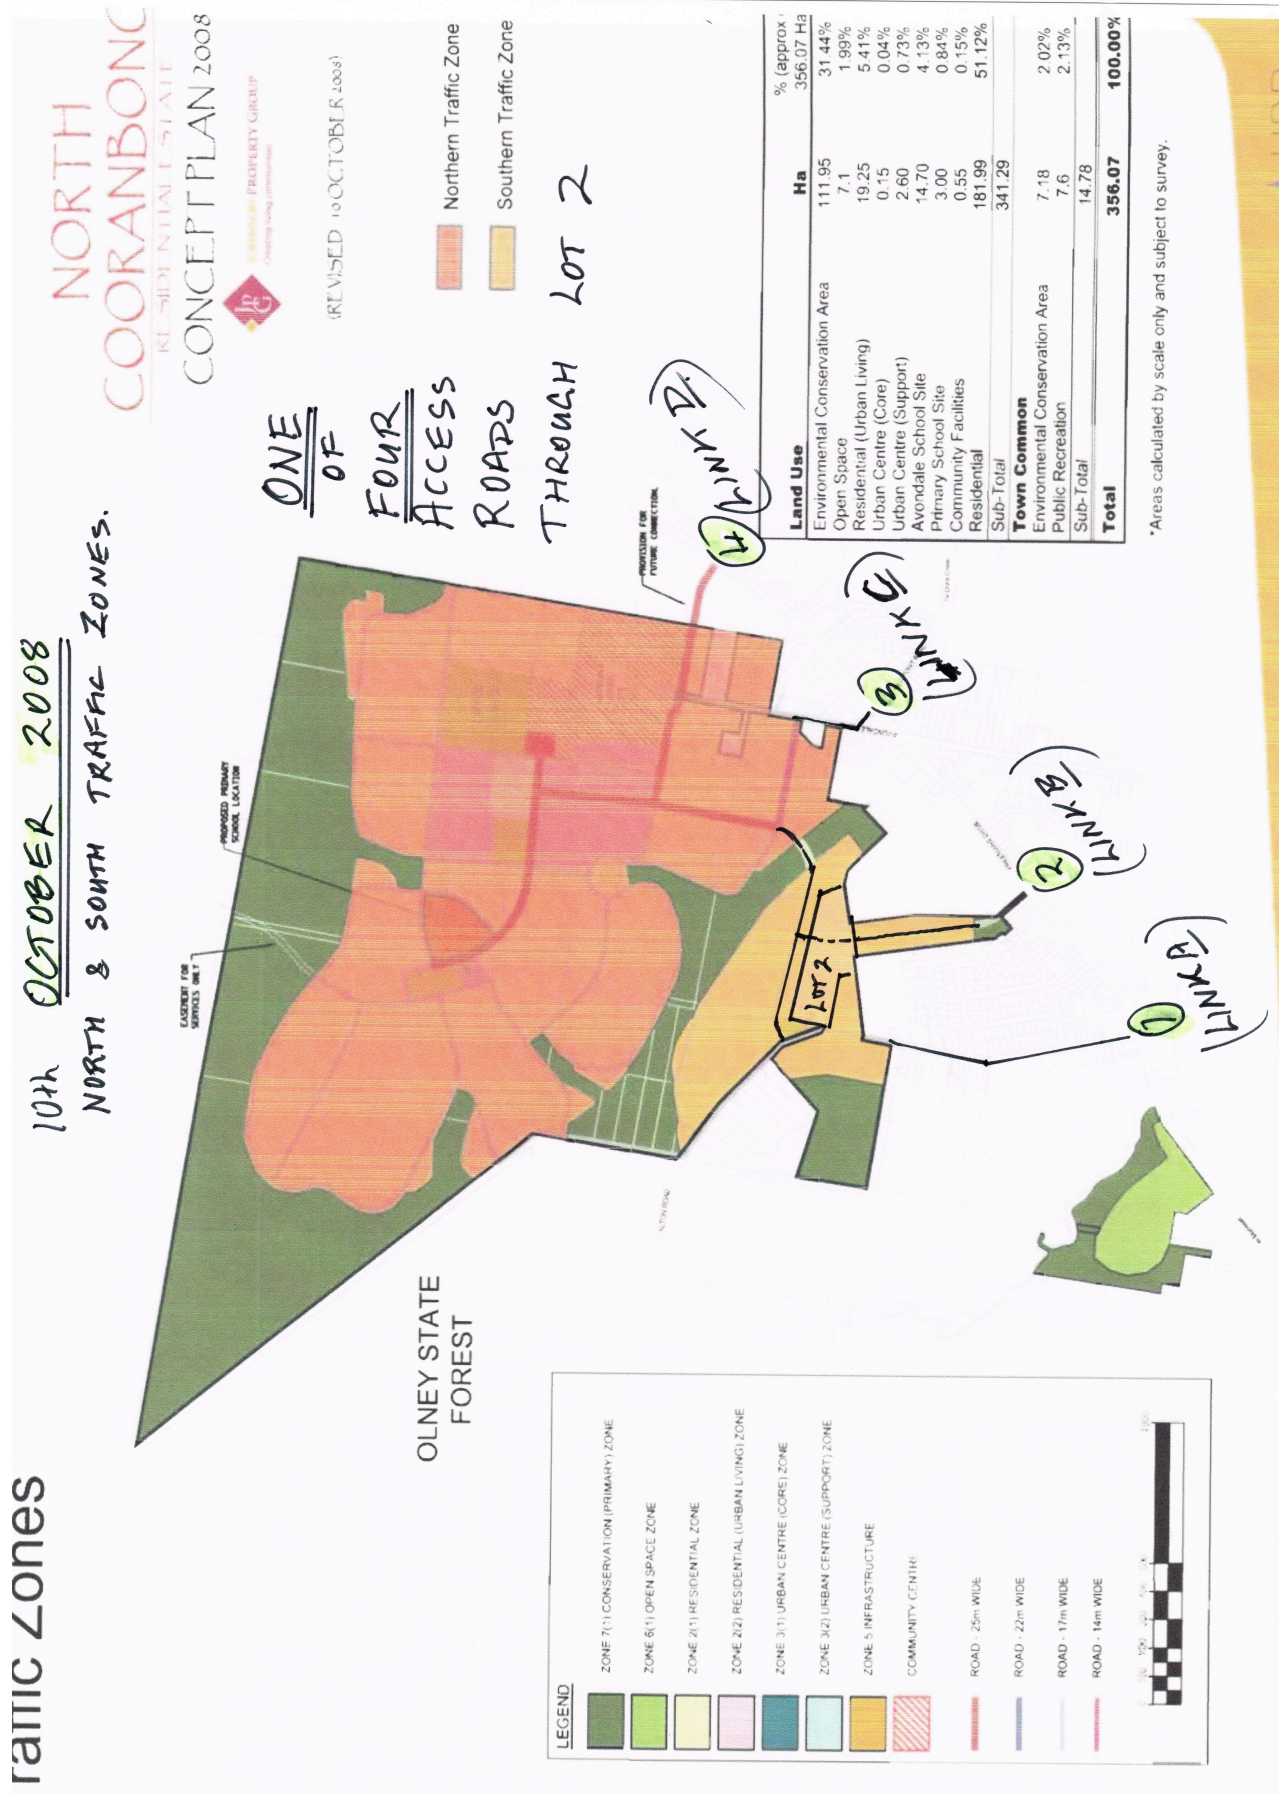 raffic Zones
10th OCTOBER 2008
NORTH & SOUTH TRAFFIC ZONES.
NORTH
COORANBONG
RESIDENTIAL ESTATE
CONCEPT PLAN 2008
JPG
JOHNSON PROPERTY GROUP
Creating living communities
(REVISED 10 OCTOBER 2008)
Northern Traffic Zone
Southern Traffic Zone
ONE
OF
FOUR
ACCESS
ROADS
THROUGH LOT 2
EASEMENT FOR
SERVICES ONLY
PROPOSED PRIMARY
SCHOOL LOCATION
PROVISION FOR
FUTURE CONNECTION.
4 (LINK D.)
3 (LINK C)
2 (LINK B)
1 (LINK A)
LOT 2
ALTON ROAD
OLNEY STATE
FOREST
LEGEND
ZONE 7(1) CONSERVATION (PRIMARY) ZONE
ZONE 6(1) OPEN SPACE ZONE
ZONE 2(1) RESIDENTIAL ZONE
ZONE 2(2) RESIDENTIAL (URBAN LIVING) ZONE
ZONE 3(1) URBAN CENTRE (CORE) ZONE
ZONE 3(2) URBAN CENTRE (SUPPORT) ZONE
ZONE 5 INFRASTRUCTURE
COMMUNITY CENTRE
ROAD - 25m WIDE
ROAD - 22m WIDE
ROAD - 17m WIDE
ROAD - 14m WIDE
% (approx
Land Use Ha 356.07 Ha
Environmental Conservation Area 111.95 31.44%
Open Space 7.1 1.99%
Residential (Urban Living) 19.25 5.41%
Urban Centre (Core) 0.15 0.04%
Urban Centre (Support) 2.60 0.73%
Avondale School Site 14.70 4.13%
Primary School Site 3.00 0.84%
Community Facilities 0.55 0.15%
Residential 181.99 51.12%
Sub-Total 341.29
Town Common
Environmental Conservation Area 7.18 2.02%
Public Recreation 7.6 2.13%
Sub-Total 14.78
Total 356.07 100.00%
*Areas calculated by scale only and subject to survey.